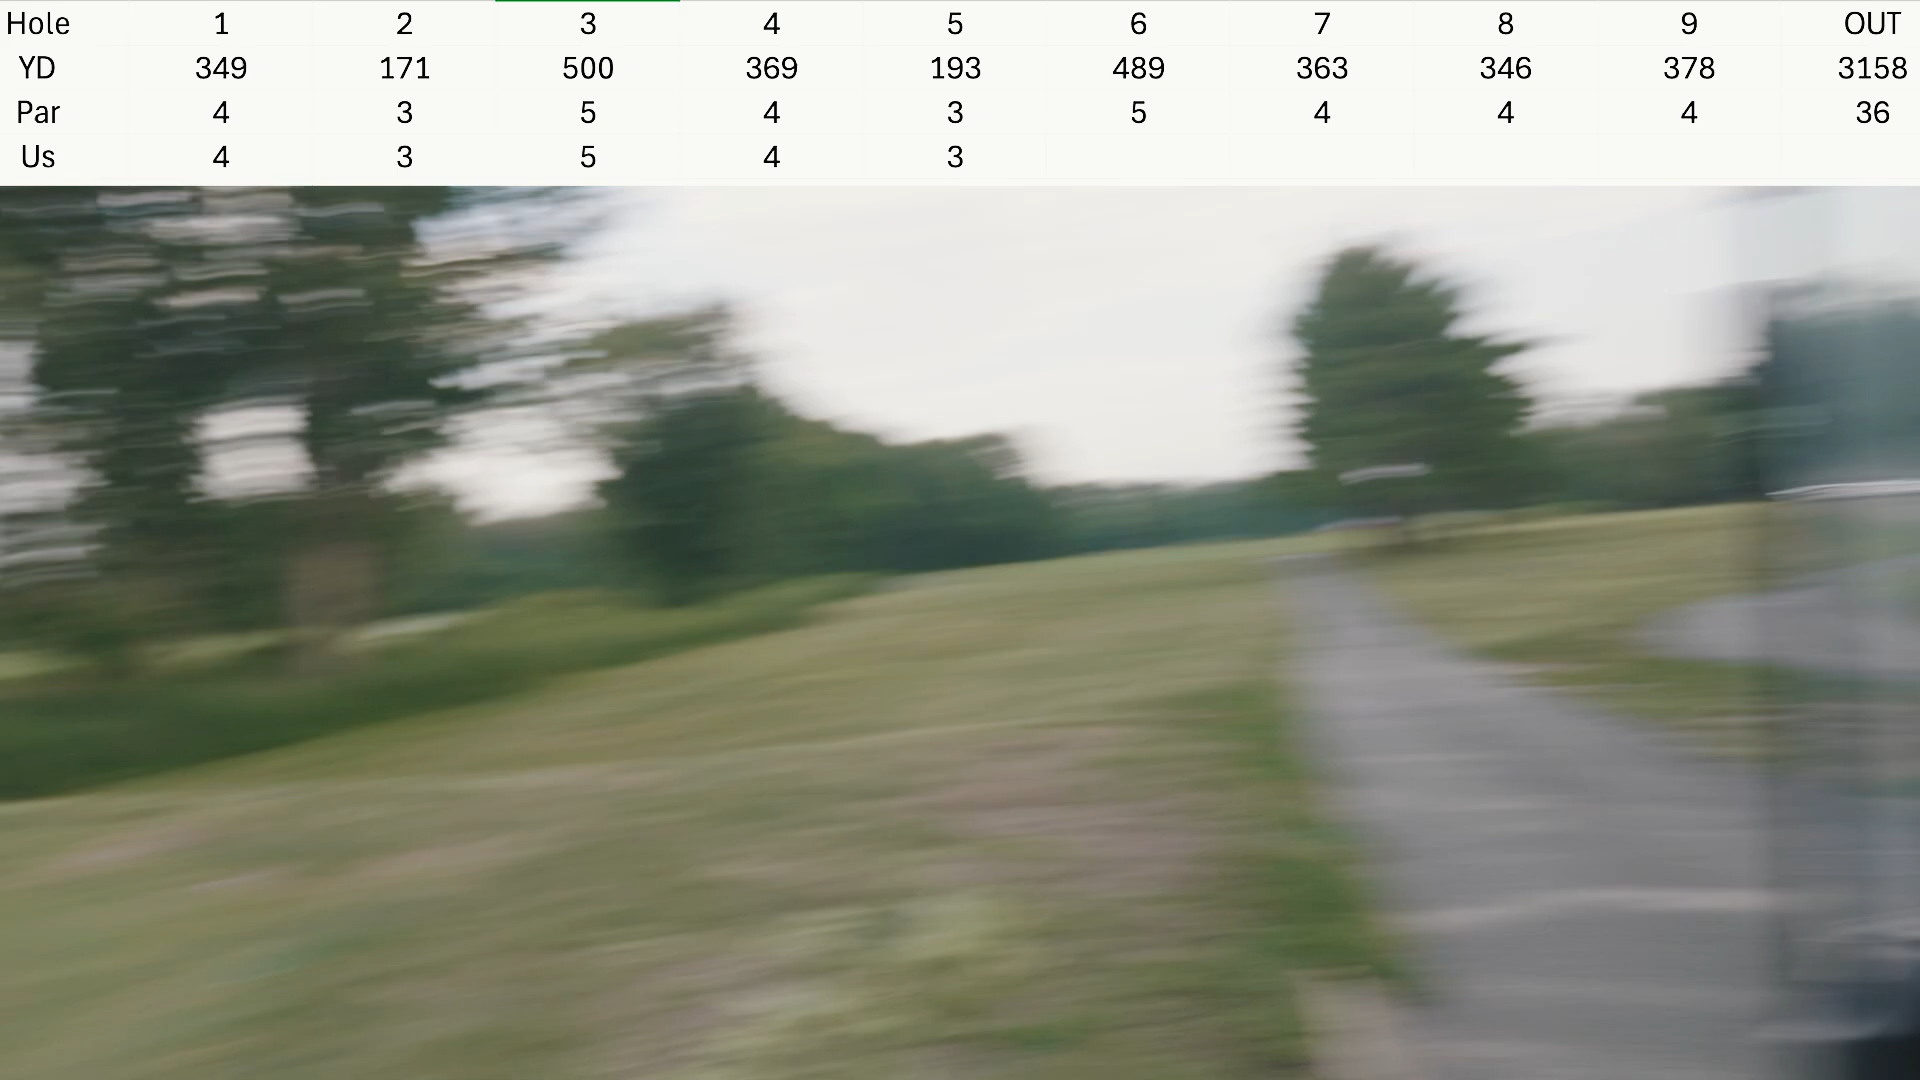 Hole 1 2 3 4 5 6 7 8 9 OUT
YD 349 171 500 369 193 489 363 346 378 3158
Par 4 3 5 4 3 5 4 4 4 36
Us 4 3 5 4 3